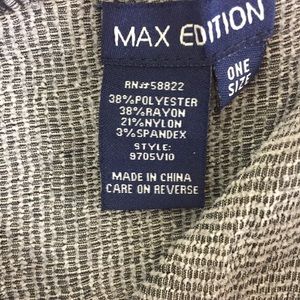 MAX EDITION
ONE
SIZE
RN#58822
38%POLYESTER
38%RAYON
21%NYLON
3%SPANDEX
STYLE:
9705V10
MADE IN CHINA
CARE ON REVERSE